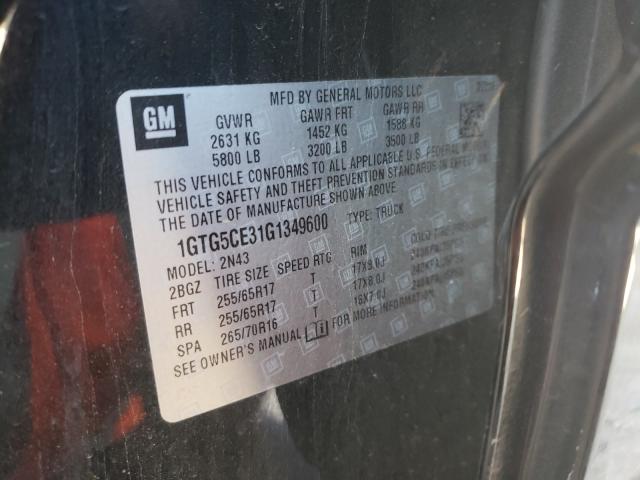 MFD BY GENERAL MOTORS LLC
GM
GVWR GAWR FRT GAWR RR
2631 KG 1452 KG 1588 KG
5800 LB 3200 LB 3500 LB
THIS VEHICLE CONFORMS TO ALL APPLICABLE U.S. FEDERAL MOTOR
VEHICLE SAFETY AND THEFT PREVENTION STANDARDS IN EFFECT ON
THE DATE OF MANUFACTURE SHOWN ABOVE.
1GTG5CE31G1349600 TYPE: TRUCK
MODEL: 2N43
2BGZ TIRE SIZE SPEED RTG RIM COLD TIRE PRESSURE
FRT 255/65R17 T 17X8.0J
RR 255/65R17 T 17X8.0J
SPA 265/70R16 T 16X7.0J
SEE OWNER'S MANUAL FOR MORE INFORMATION.